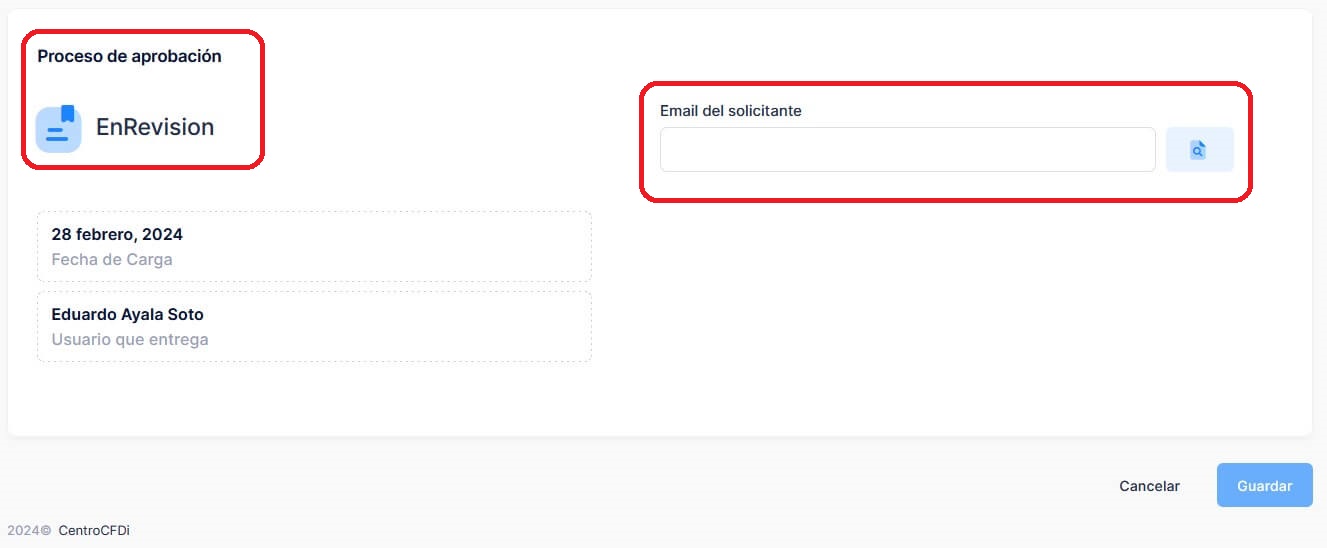 Proceso de aprobación
EnRevision
Email del solicitante
28 febrero, 2024
Fecha de Carga
Eduardo Ayala Soto
Usuario que entrega
Cancelar
Guardar
2024© CentroCFDi